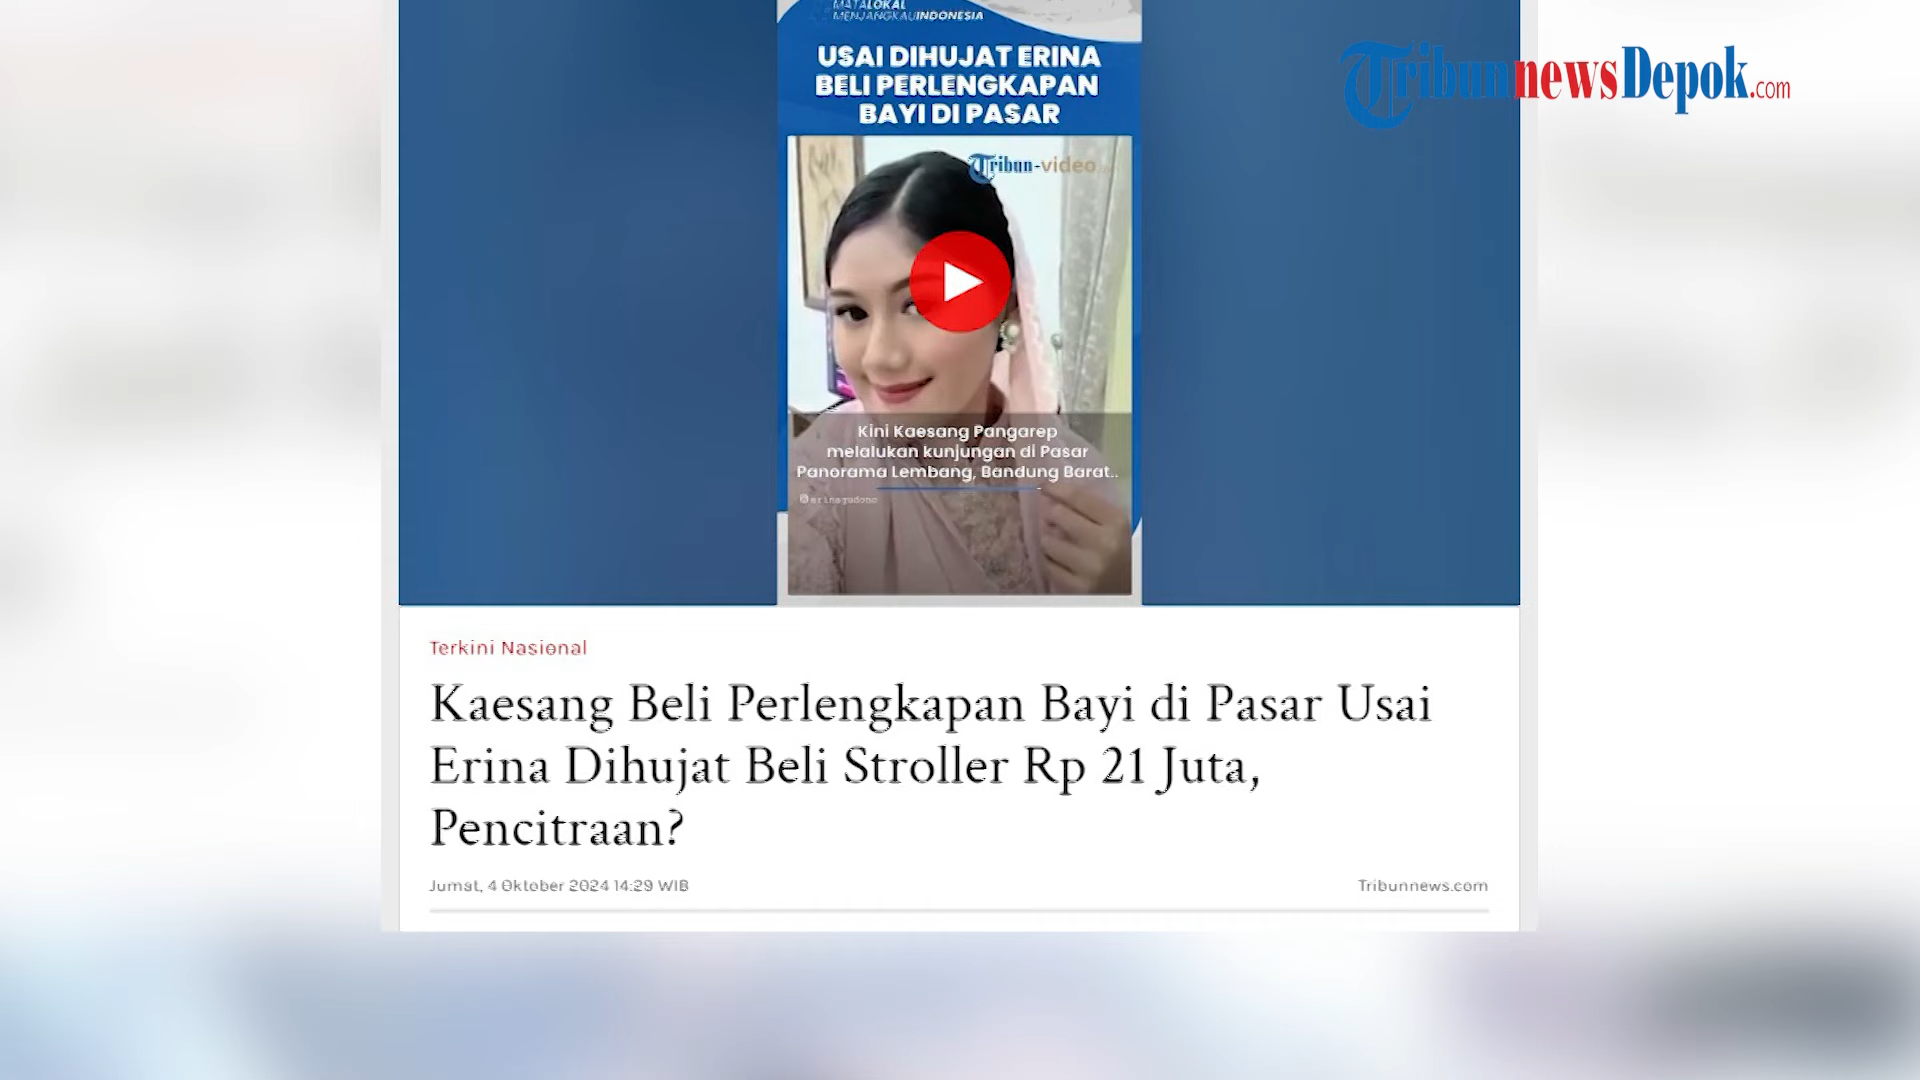 MATALOKAL
MENJANGKAUINDONESIA
USAI DIHUJAT ERINA
BELI PERLENGKAPAN
BAYI DI PASAR
TribunnewsDepok.com
Tribun-video
Kini Kaesang Pangarep
melalukan kunjungan di Pasar
Panorama Lembang, Bandung Barat..
erinagudono
Terkini Nasional
Kaesang Beli Perlengkapan Bayi di Pasar Usai
Erina Dihujat Beli Stroller Rp 21 Juta,
Pencitraan?
Jumat, 4 Oktober 2024 14:29 WIB
Tribunnews.com